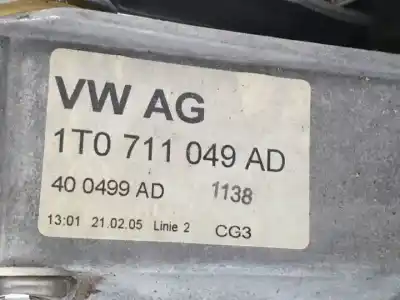 VW AG
1T0 711 049 AD
40 0499 AD 1138
13:01 21.02.05 Linie 2 CG3